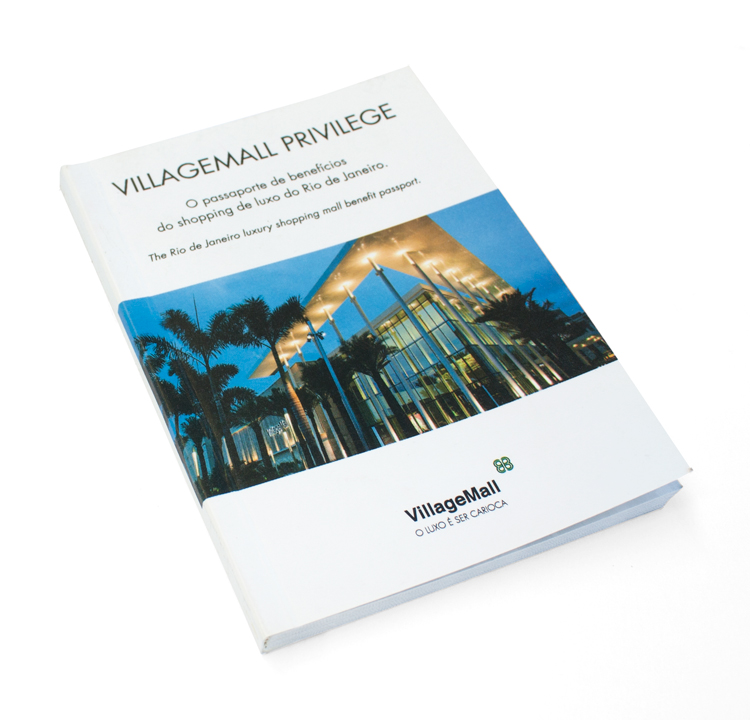 VILLAGEMALL PRIVILEGE
O passaporte de benefícios
do shopping de luxo do Rio de Janeiro.
The Rio de Janeiro luxury shopping mall benefit passport.
VillageMall
O LUXO É SER CARIOCA